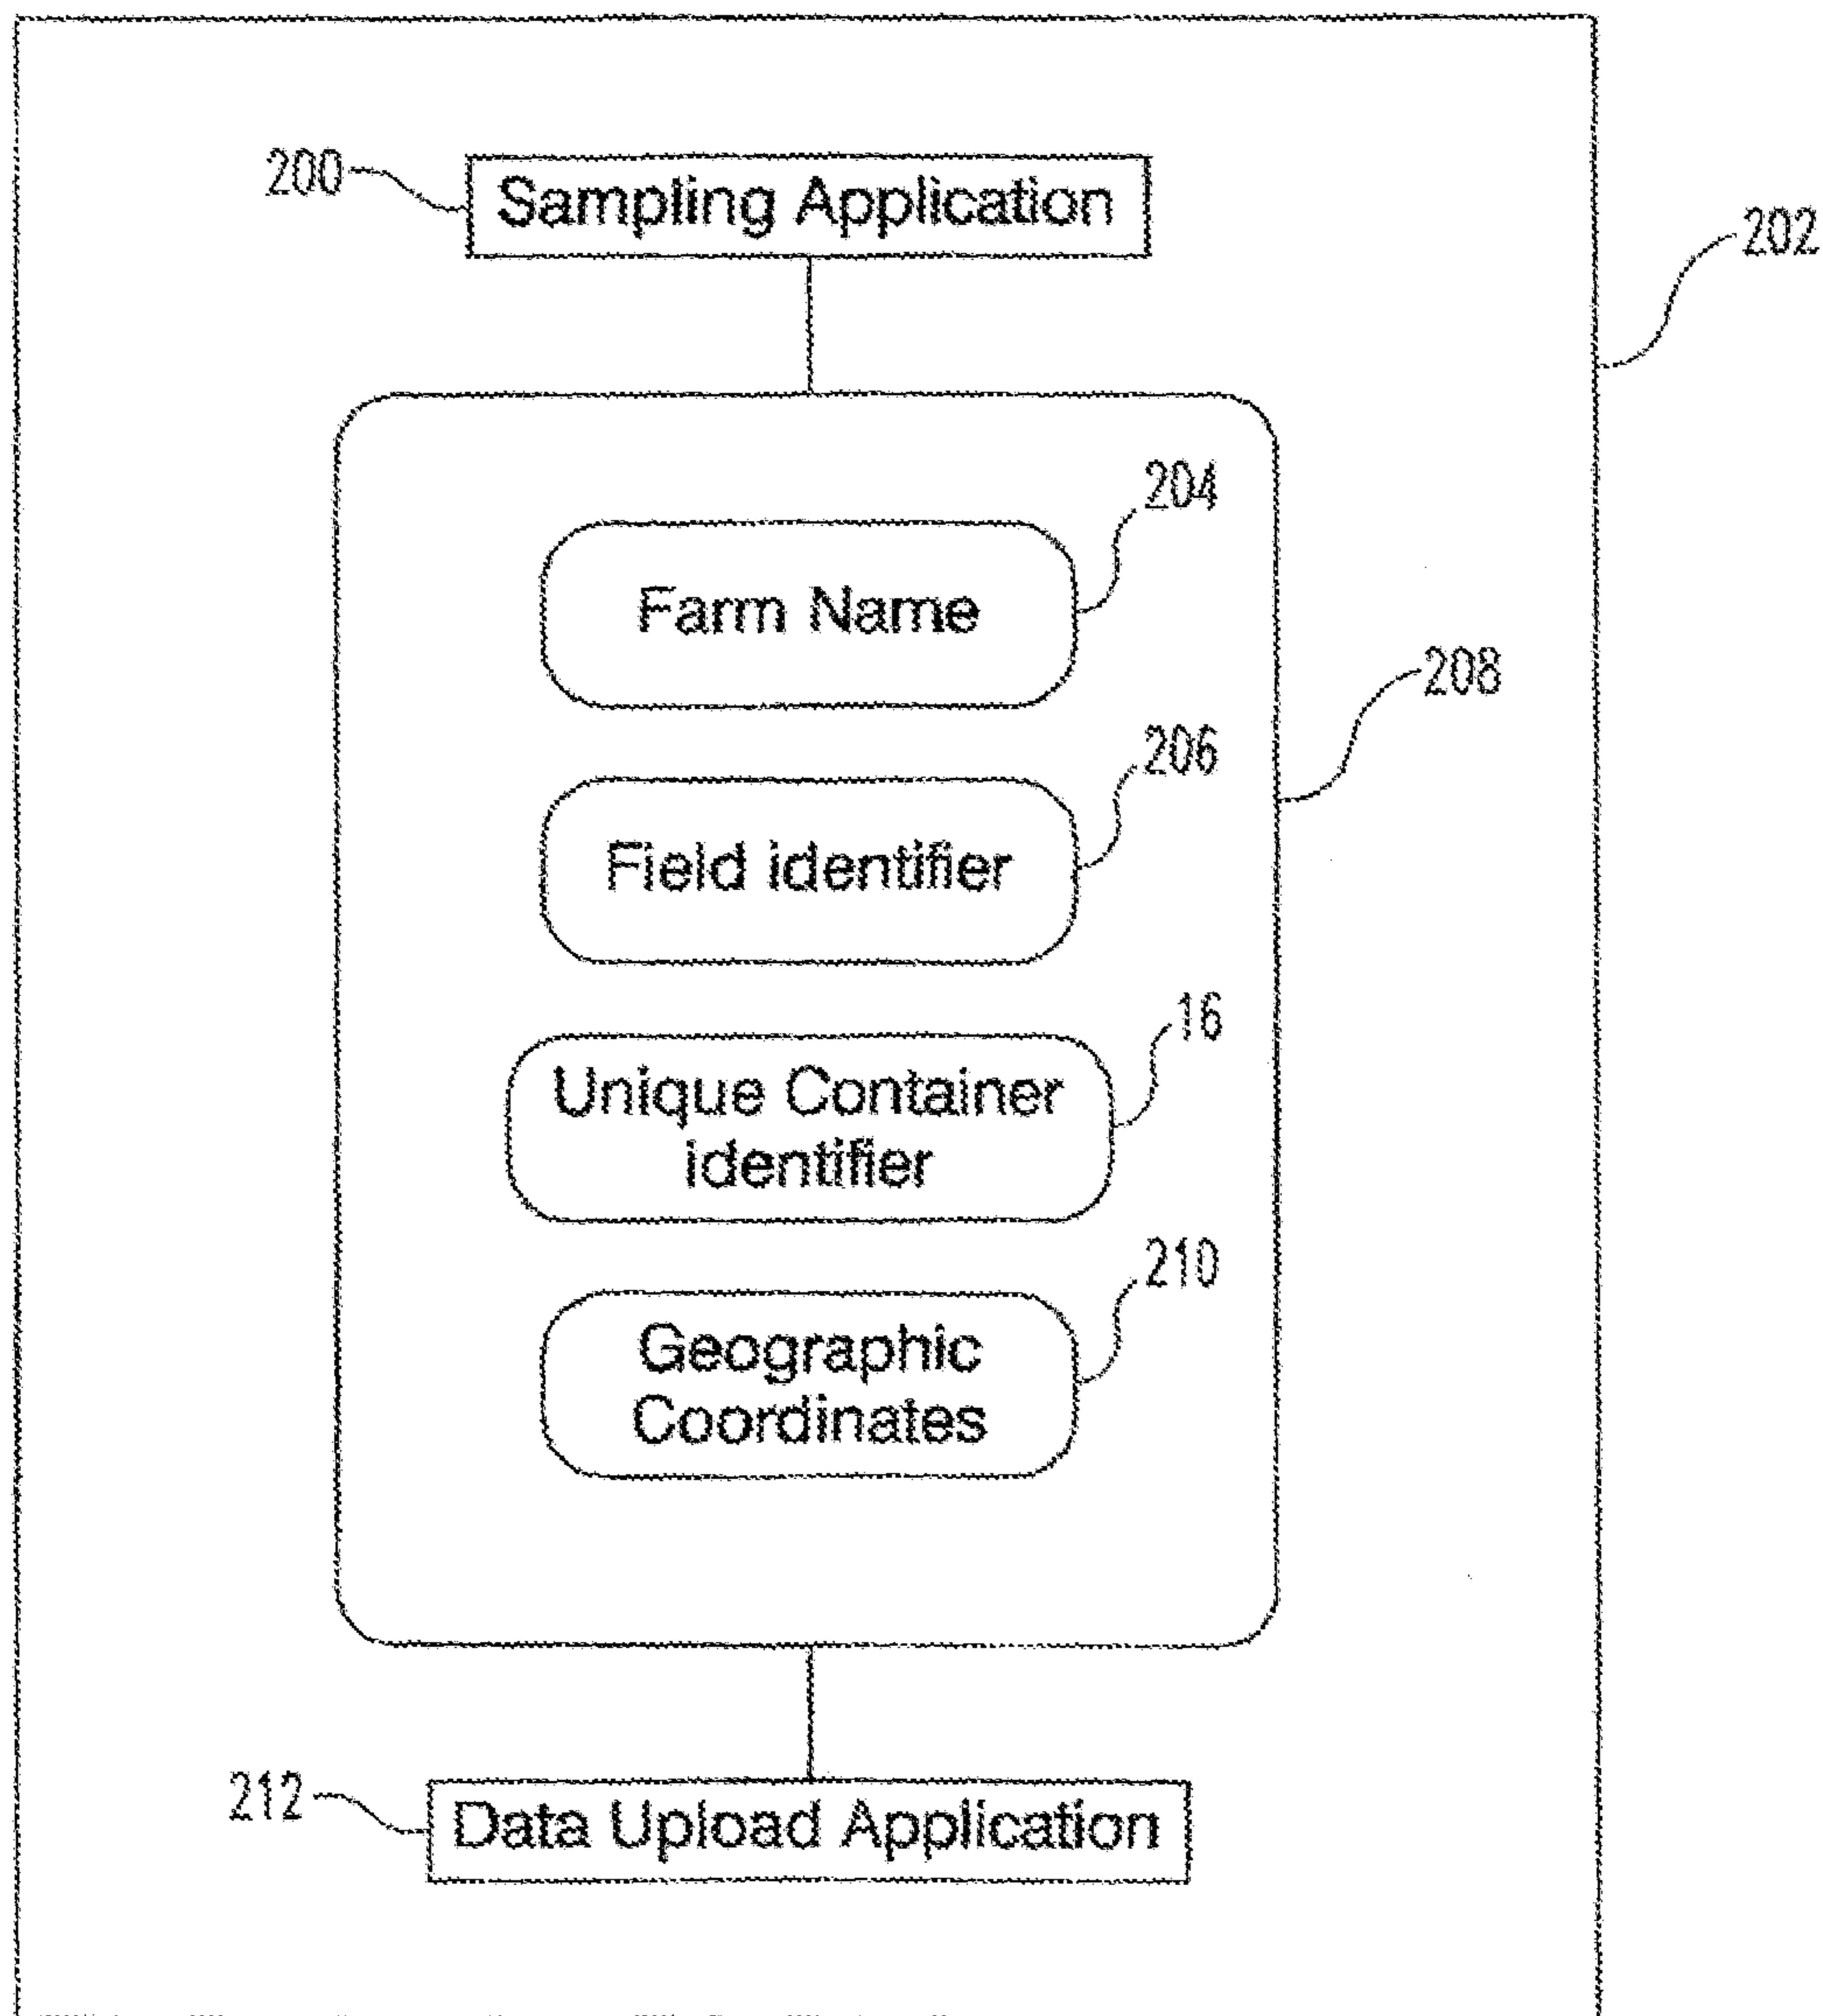 200
Sampling Application
202
204
Farm Name
208
206
Field identifier
16
Unique Container
identifier
210
Geographic
Coordinates
212
Data Upload Application